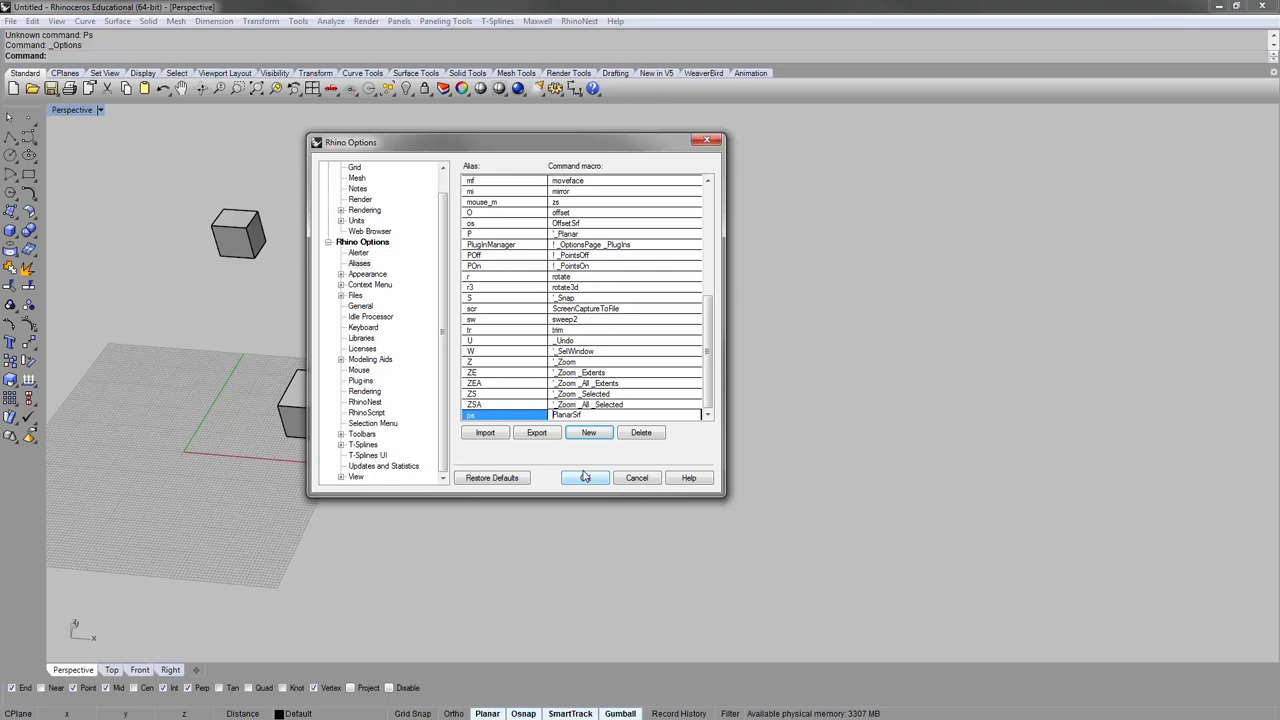 Untitled - Rhinoceros Educational (64-bit) - [Perspective]
File Edit View Curve Surface Solid Mesh Dimension Transform Tools Analyze Render Panels Paneling Tools T-Splines Maxwell RhinoNest Help
Unknown command: Ps
Command: _Options
Command:
Standard CPlanes Set View Display Select Viewport Layout Visibility Transform Curve Tools Surface Tools Solid Tools Mesh Tools Render Tools Drafting New in V5 WeaverBird Animation
Perspective
Rhino Options
Grid
Mesh
Notes
Render
Rendering
Units
Web Browser
Rhino Options
Alerter
Aliases
Appearance
Context Menu
Files
General
Idle Processor
Keyboard
Libraries
Licenses
Modeling Aids
Mouse
Plug-ins
Rendering
RhinoNest
RhinoScript
Selection Menu
Toolbars
T-Splines
T-Splines UI
Updates and Statistics
View
Alias: Command macro:
mf moveface
mi mirror
mouse_m zs
O offset
os OffsetSrf
P '_Planar
PlugInManager ! _OptionsPage _PlugIns
POff ! _PointsOff
POn ! _PointsOn
r rotate
r3 rotate3d
S '_Snap
scr ScreenCaptureToFile
sw sweep2
tr trim
U _Undo
W '_SelWindow
Z '_Zoom
ZE '_Zoom _Extents
ZEA '_Zoom _All _Extents
ZS '_Zoom _Selected
ZSA '_Zoom _All _Selected
ps PlanarSrf
Import Export New Delete
Restore Defaults Cancel Help
x
Perspective Top Front Right
End Near Point Mid Cen Int Perp Tan Quad Knot Vertex Project Disable
CPlane x y z Distance Default Grid Snap Ortho Planar Osnap SmartTrack Gumball Record History Filter Available physical memory: 3307 MB